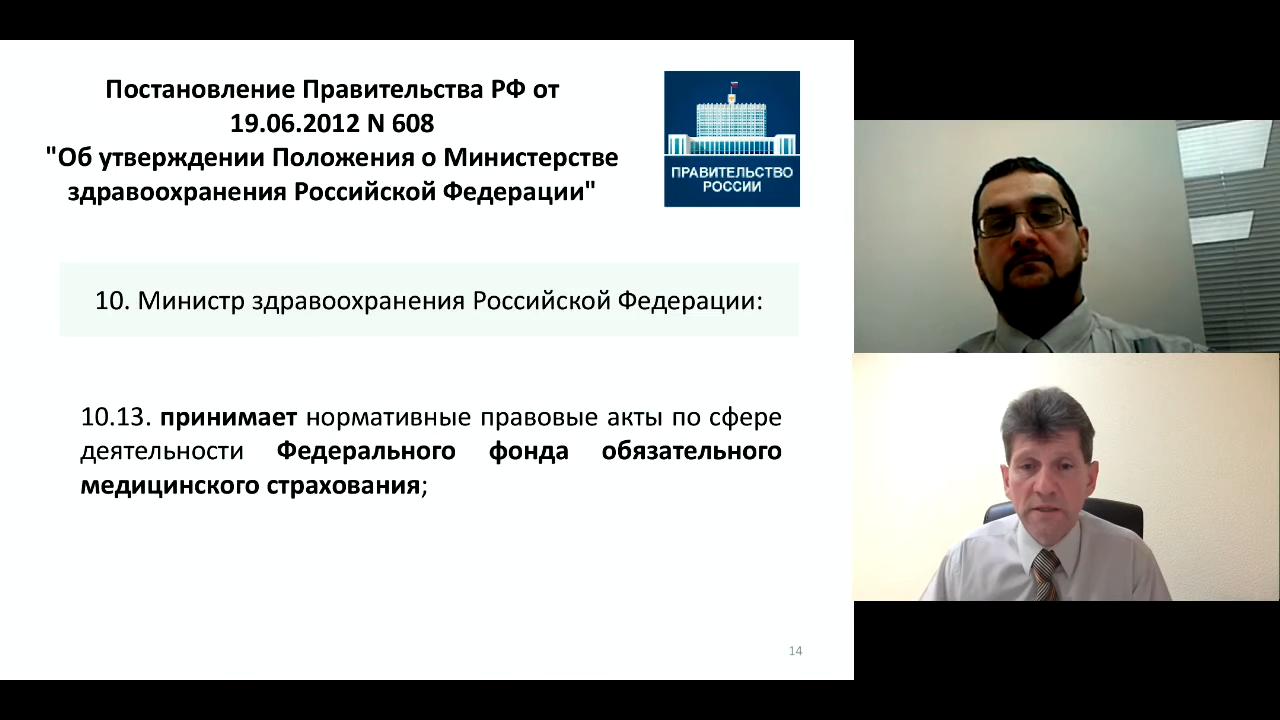 Постановление Правительства РФ от
19.06.2012 N 608
"Об утверждении Положения о Министерстве
здравоохранения Российской Федерации"
ПРАВИТЕЛЬСТВО
РОССИИ
10. Министр здравоохранения Российской Федерации:
10.13. принимает нормативные правовые акты по сфере
деятельности Федерального фонда обязательного
медицинского страхования;
14